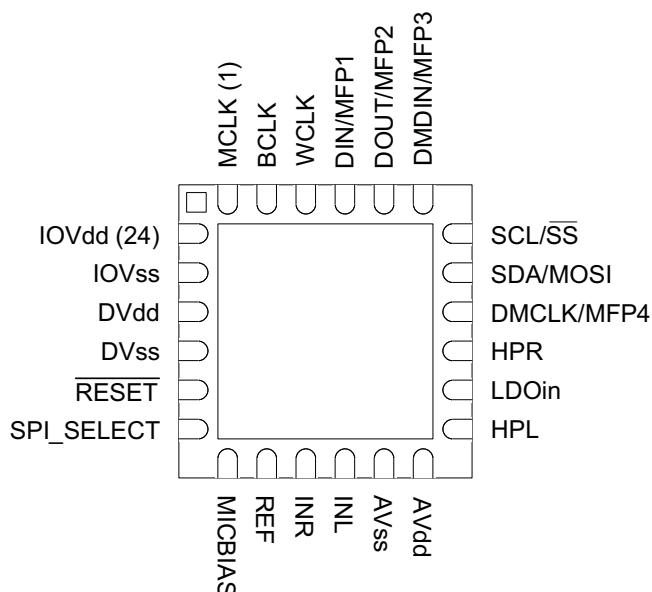 MCLK (1)
BCLK
WCLK
DIN/MFP1
DOUT/MFP2
DMDIN/MFP3
IOVdd (24)
IOVss
DVdd
DVss
RESET
SPI_SELECT
SCL/SS
SDA/MOSI
DMCLK/MFP4
HPR
LDOin
HPL
MICBIAS
REF
INR
INL
AVss
AVdd